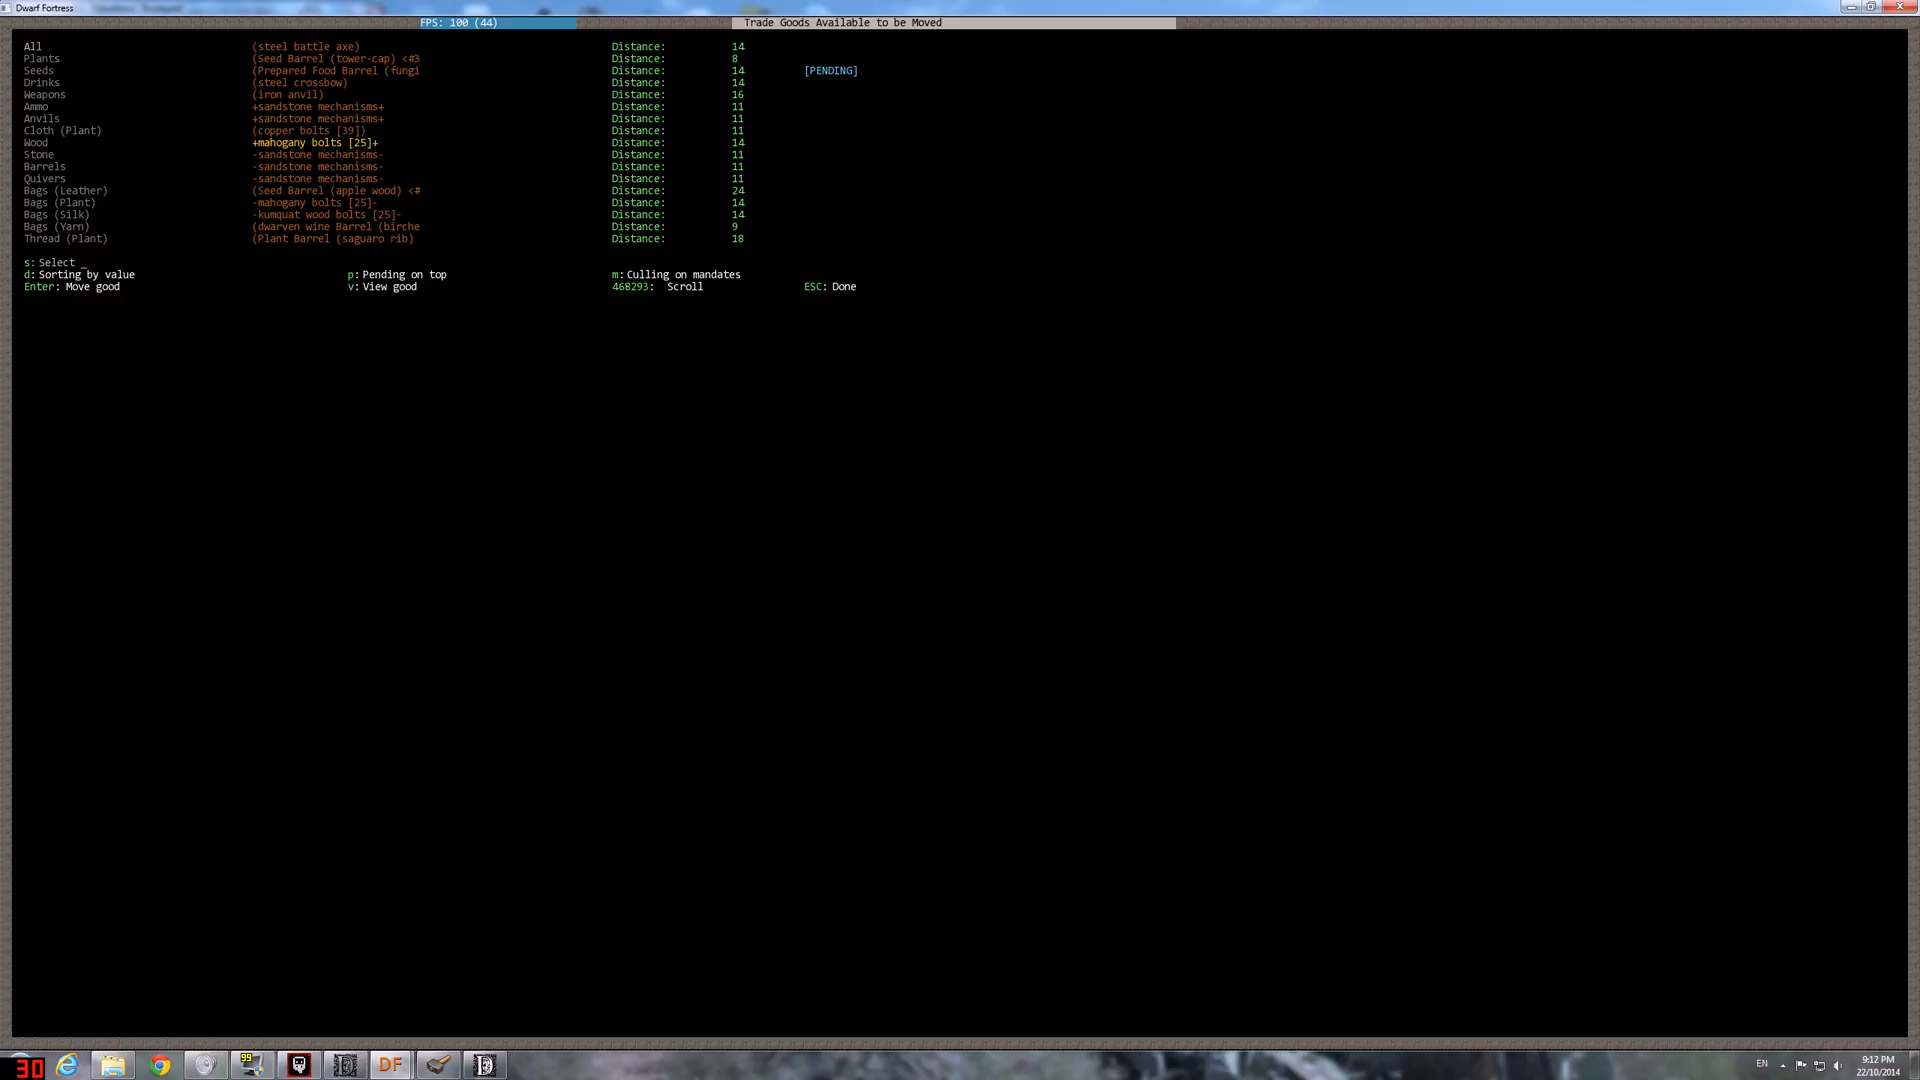 Dwarf Fortress
FPS: 100 (44) Trade Goods Available to be Moved
All (steel battle axe) Distance: 14
Plants (Seed Barrel (tower-cap) <#3 Distance: 8
Seeds (Prepared Food Barrel (fungi Distance: 14 [PENDING]
Drinks (steel crossbow) Distance: 14
Weapons (iron anvil) Distance: 16
Ammo +sandstone mechanisms+ Distance: 11
Anvils +sandstone mechanisms+ Distance: 11
Cloth (Plant) (copper bolts [39]) Distance: 11
Wood +mahogany bolts [25]+ Distance: 14
Stone -sandstone mechanisms- Distance: 11
Barrels -sandstone mechanisms- Distance: 11
Quivers -sandstone mechanisms- Distance: 11
Bags (Leather) (Seed Barrel (apple wood) <# Distance: 24
Bags (Plant) -mahogany bolts [25]- Distance: 14
Bags (Silk) -kumquat wood bolts [25]- Distance: 14
Bags (Yarn) (dwarven wine Barrel (birche Distance: 9
Thread (Plant) (Plant Barrel (saguaro rib) Distance: 18
s: Select _
d: Sorting by value p: Pending on top m: Culling on mandates
Enter: Move good v: View good 468293: Scroll ESC: Done
30 99 DF EN 9:12 PM
22/10/2014